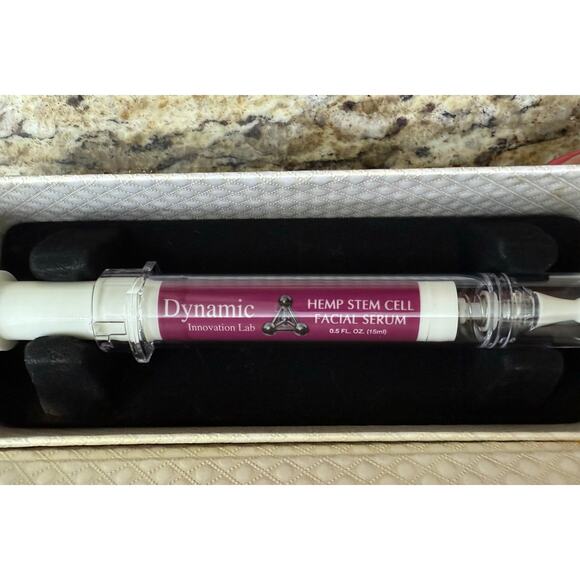 Dynamic
Innovation Lab
HEMP STEM CELL
FACIAL SERUM
0.5 FL. OZ. (15ml)